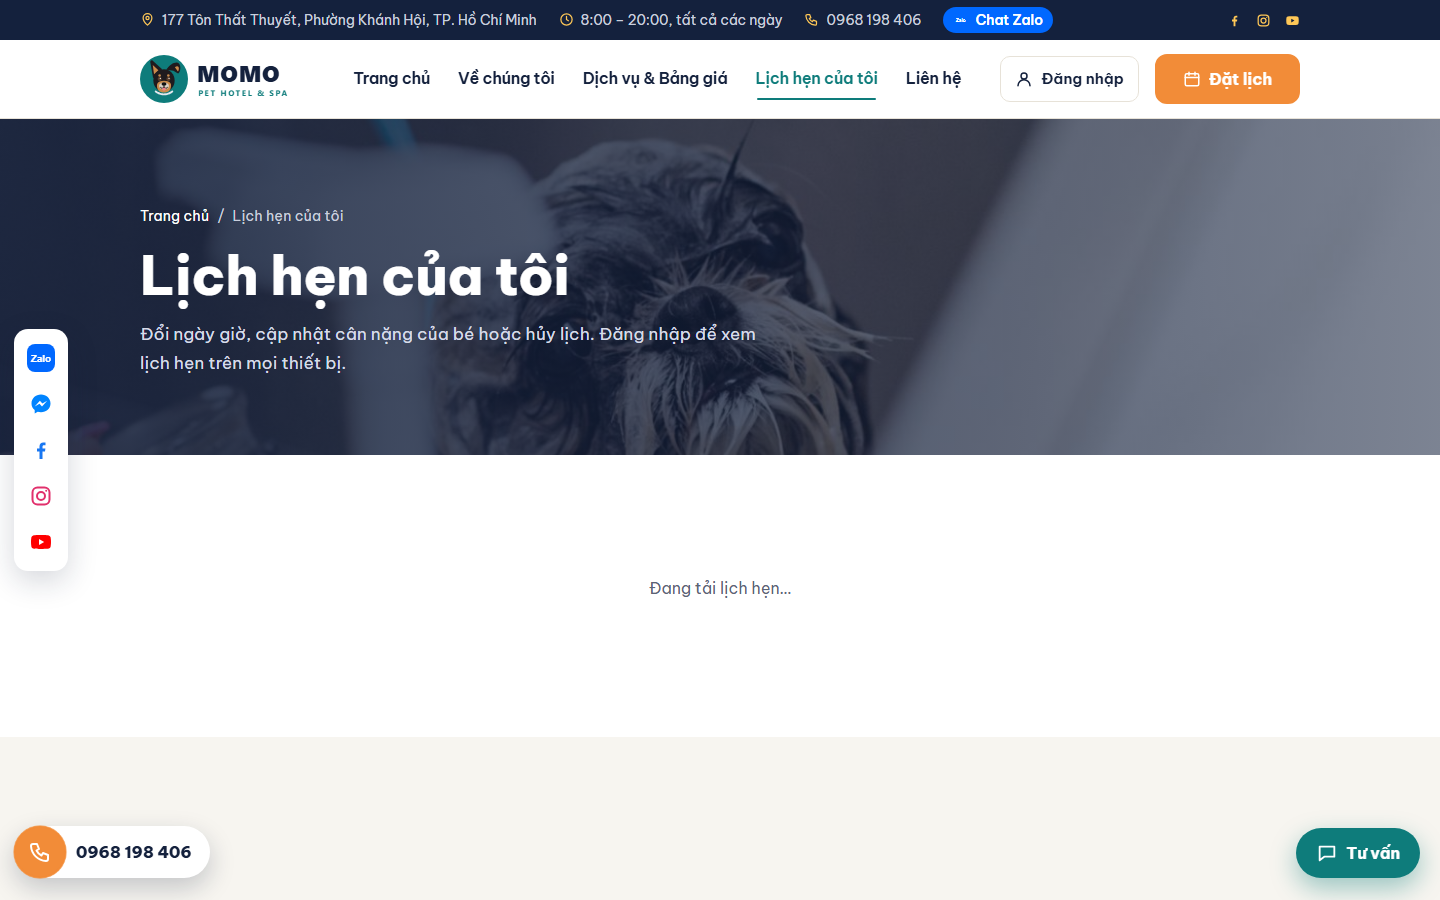 177 Tôn Thất Thuyết, Phường Khánh Hội, TP. Hồ Chí Minh
8:00 – 20:00, tất cả các ngày
0968 198 406
Zalo Chat Zalo
MOMO
PET HOTEL & SPA
Trang chủ
Về chúng tôi
Dịch vụ & Bảng giá
Lịch hẹn của tôi
Liên hệ
Đăng nhập
Đặt lịch
Trang chủ / Lịch hẹn của tôi
Lịch hẹn của tôi
Đổi ngày giờ, cập nhật cân nặng của bé hoặc hủy lịch. Đăng nhập để xem
lịch hẹn trên mọi thiết bị.
Zalo
Đang tải lịch hẹn...
0968 198 406
Tư vấn